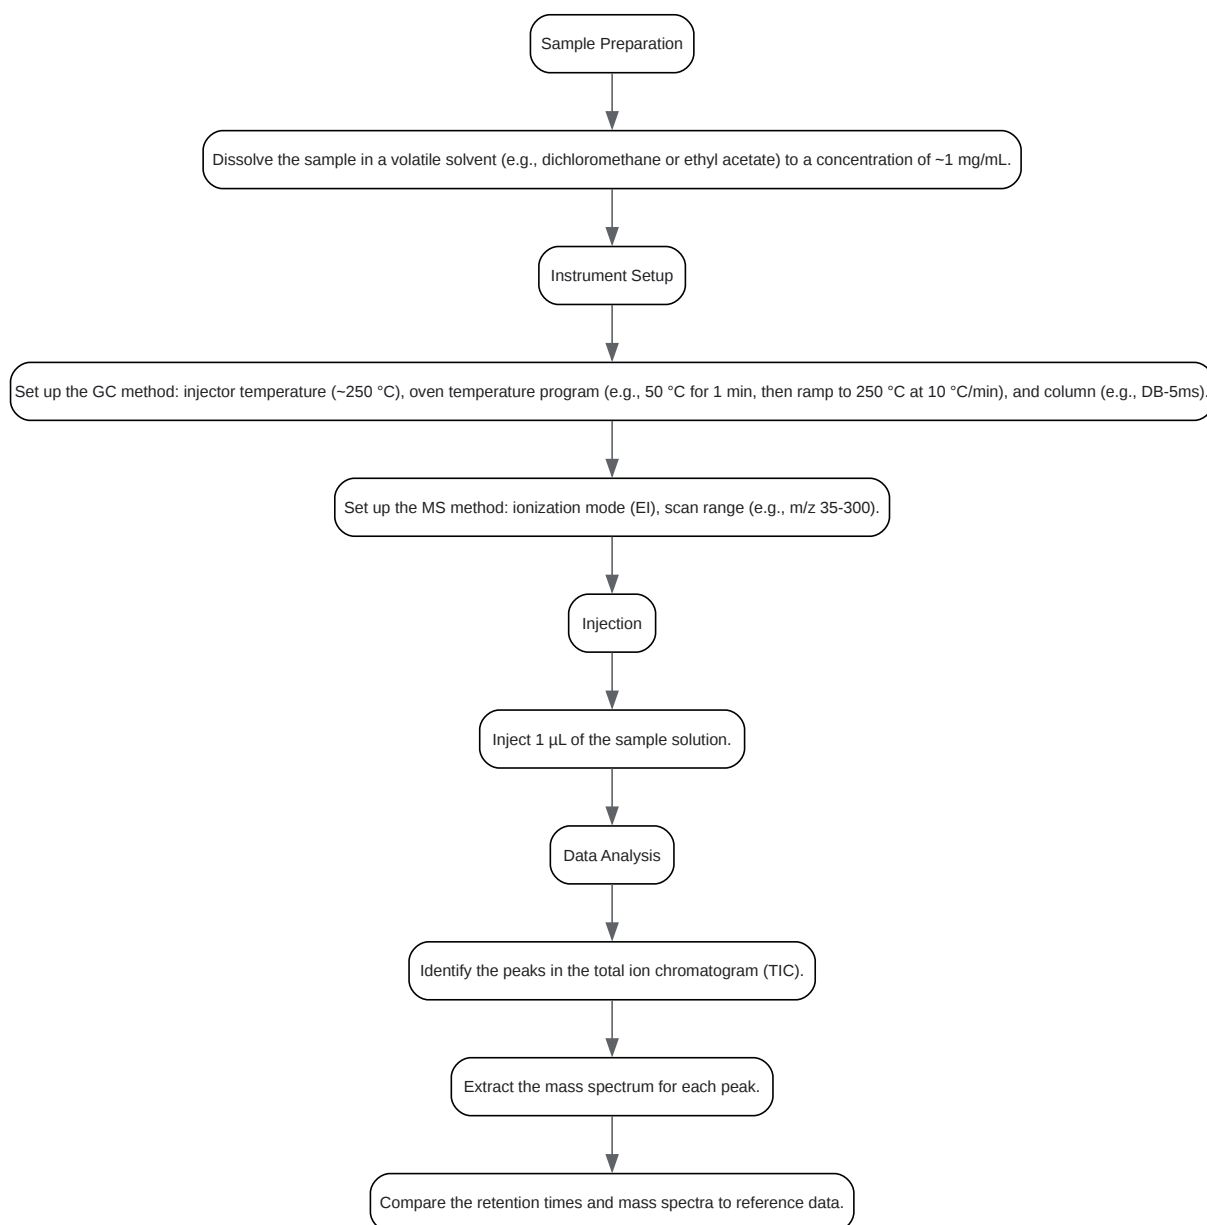 Sample Preparation
Dissolve the sample in a volatile solvent (e.g., dichloromethane or ethyl acetate) to a concentration of ~1 mg/mL.
Instrument Setup
Set up the GC method: injector temperature (~250 °C), oven temperature program (e.g., 50 °C for 1 min, then ramp to 250 °C at 10 °C/min), and column (e.g., DB-5ms).
Set up the MS method: ionization mode (EI), scan range (e.g., m/z 35-300).
Injection
Inject 1 µL of the sample solution.
Data Analysis
Identify the peaks in the total ion chromatogram (TIC).
Extract the mass spectrum for each peak.
Compare the retention times and mass spectra to reference data.